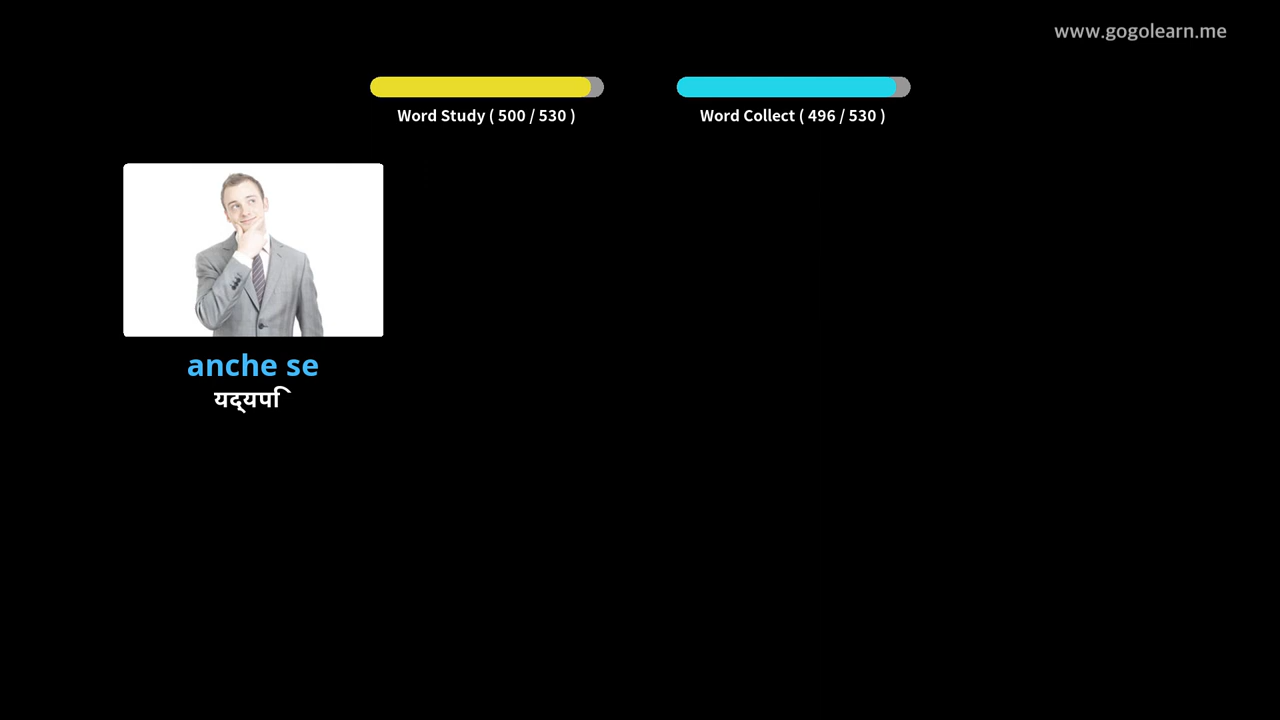 www.gogolearn.me
Word Study ( 500 / 530 )
Word Collect ( 496 / 530 )
anche se
यद्यपि